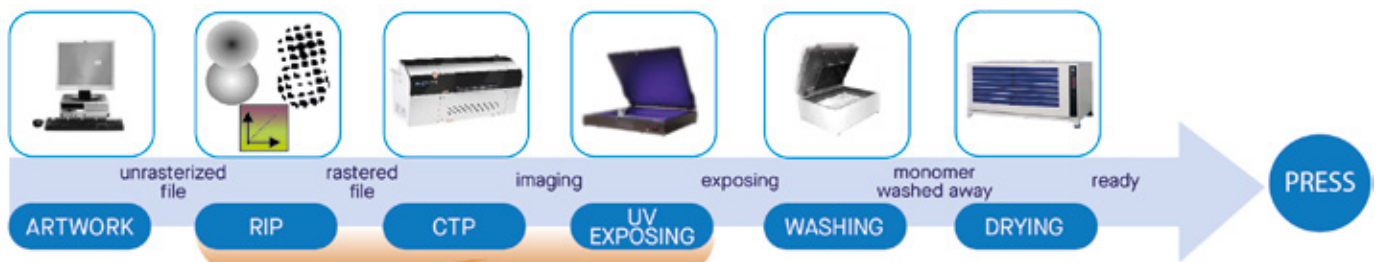 unrasterized
file
rastered
file
imaging
exposing
monomer
washed away
ready
PRESS
ARTWORK
RIP
CTP
UV
EXPOSING
WASHING
DRYING